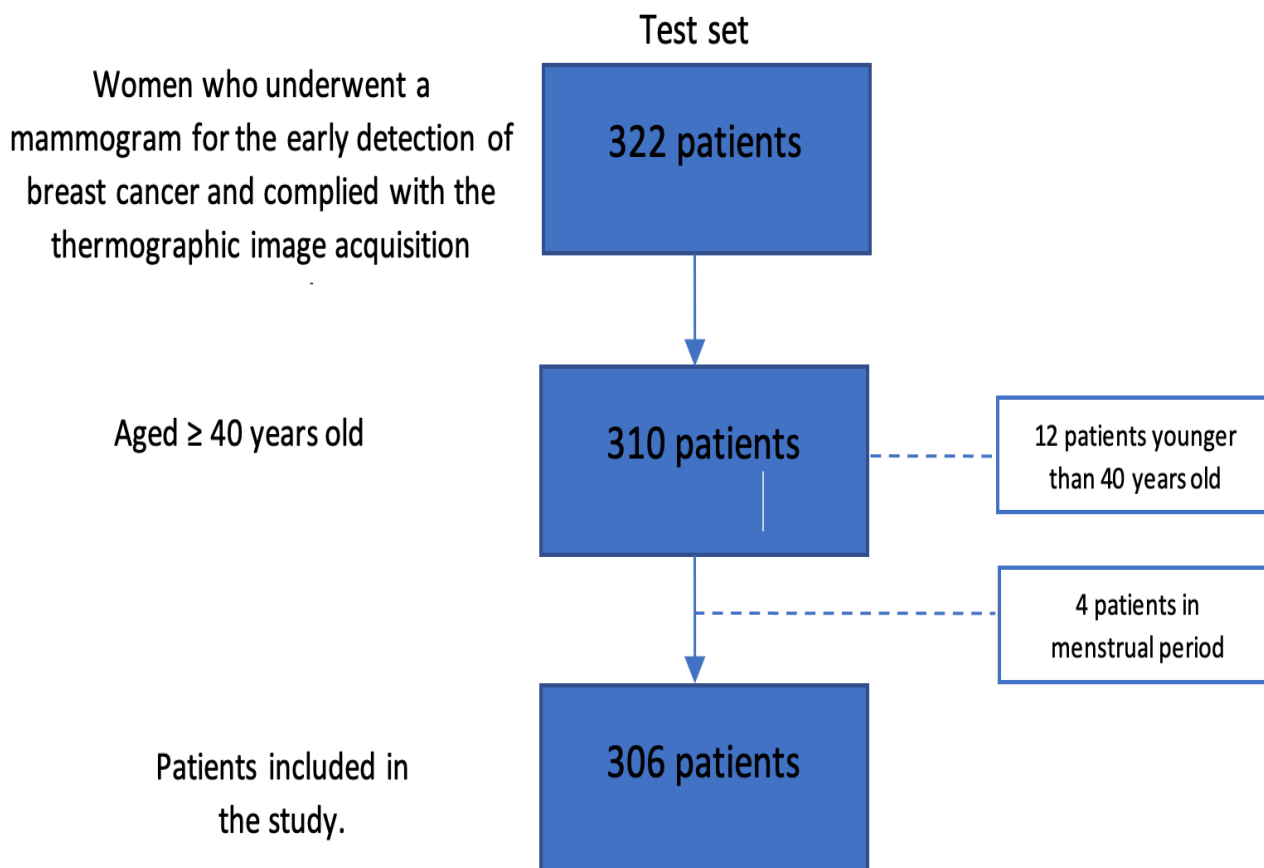 Test set
Women who underwent a
mammogram for the early detection of
breast cancer and complied with the
thermographic image acquisition
322 patients
Aged ≥ 40 years old
310 patients
12 patients younger
than 40 years old
4 patients in
menstrual period
Patients included in
the study.
306 patients